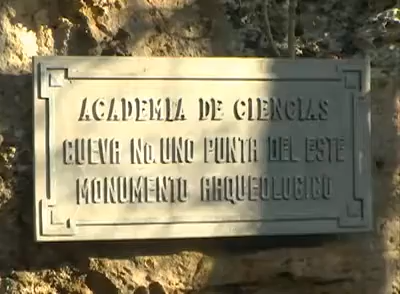 ACADEMIA DE CIENCIAS
CUEVA No. UNO PUNTA DEL ESTE
MONUMENTO ARQUEOLOGICO